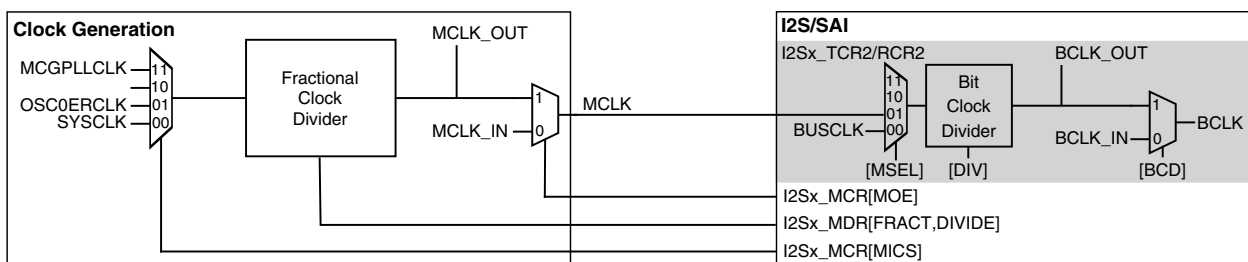 Clock Generation
MCGPLLCLK
OSC0ERCLK
SYSCLK
11
10
01
00
Fractional
Clock
Divider
MCLK_OUT
MCLK_IN
1
0
MCLK
I2S/SAI
I2Sx_TCR2/RCR2
BUSCLK
11
10
01
00
[MSEL]
Bit
Clock
Divider
[DIV]
BCLK_OUT
BCLK_IN
1
0
[BCD]
BCLK
I2Sx_MCR[MOE]
I2Sx_MDR[FRACT,DIVIDE]
I2Sx_MCR[MICS]